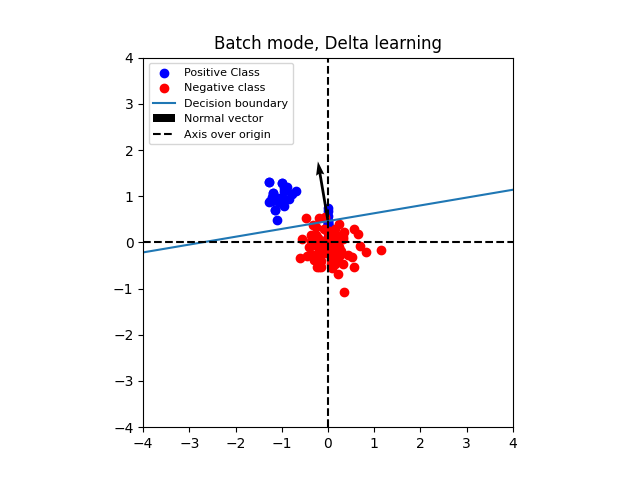 Batch mode, Delta learning
Positive Class
Negative class
Decision boundary
Normal vector
Axis over origin
4
3
2
1
0
−1
−2
−3
−4
−4 −3 −2 −1 0 1 2 3 4